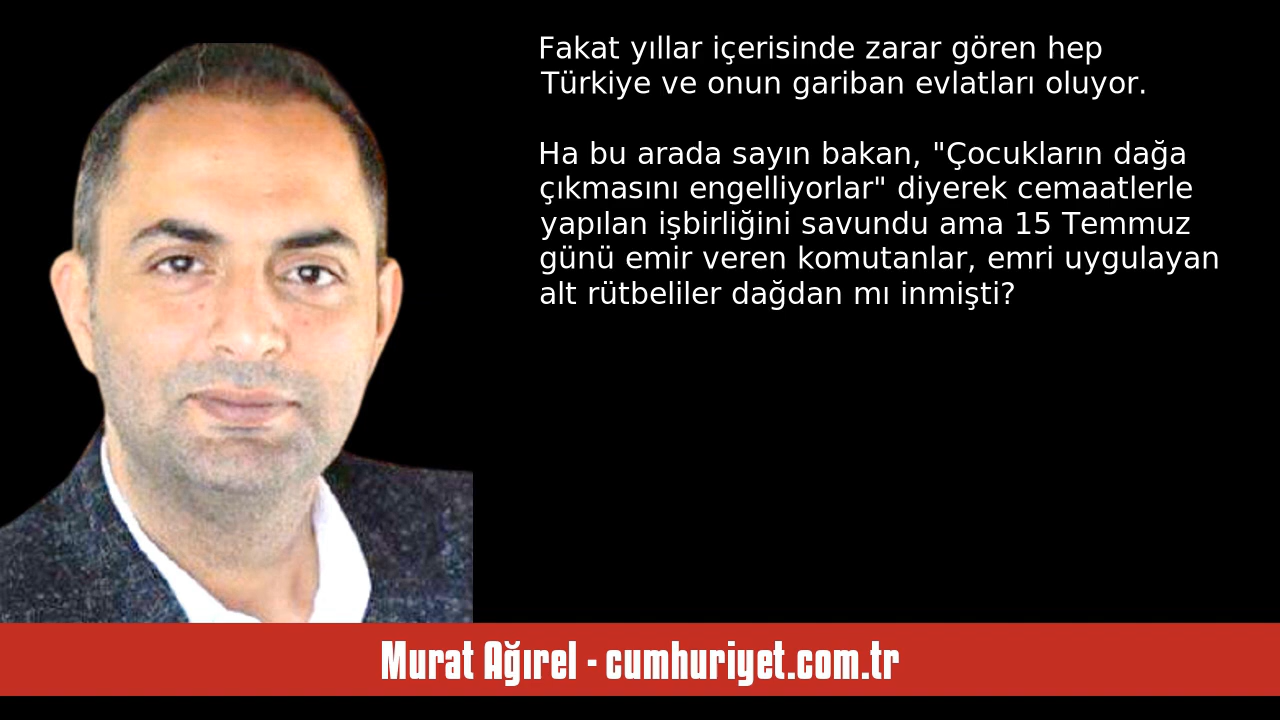 Fakat yıllar içerisinde zarar gören hep
Türkiye ve onun gariban evlatları oluyor.
Ha bu arada sayın bakan, "Çocukların dağa
çıkmasını engelliyorlar" diyerek cemaatlerle
yapılan işbirliğini savundu ama 15 Temmuz
günü emir veren komutanlar, emri uygulayan
alt rütbeliler dağdan mı inmişti?
Murat Ağırel - cumhuriyet.com.tr